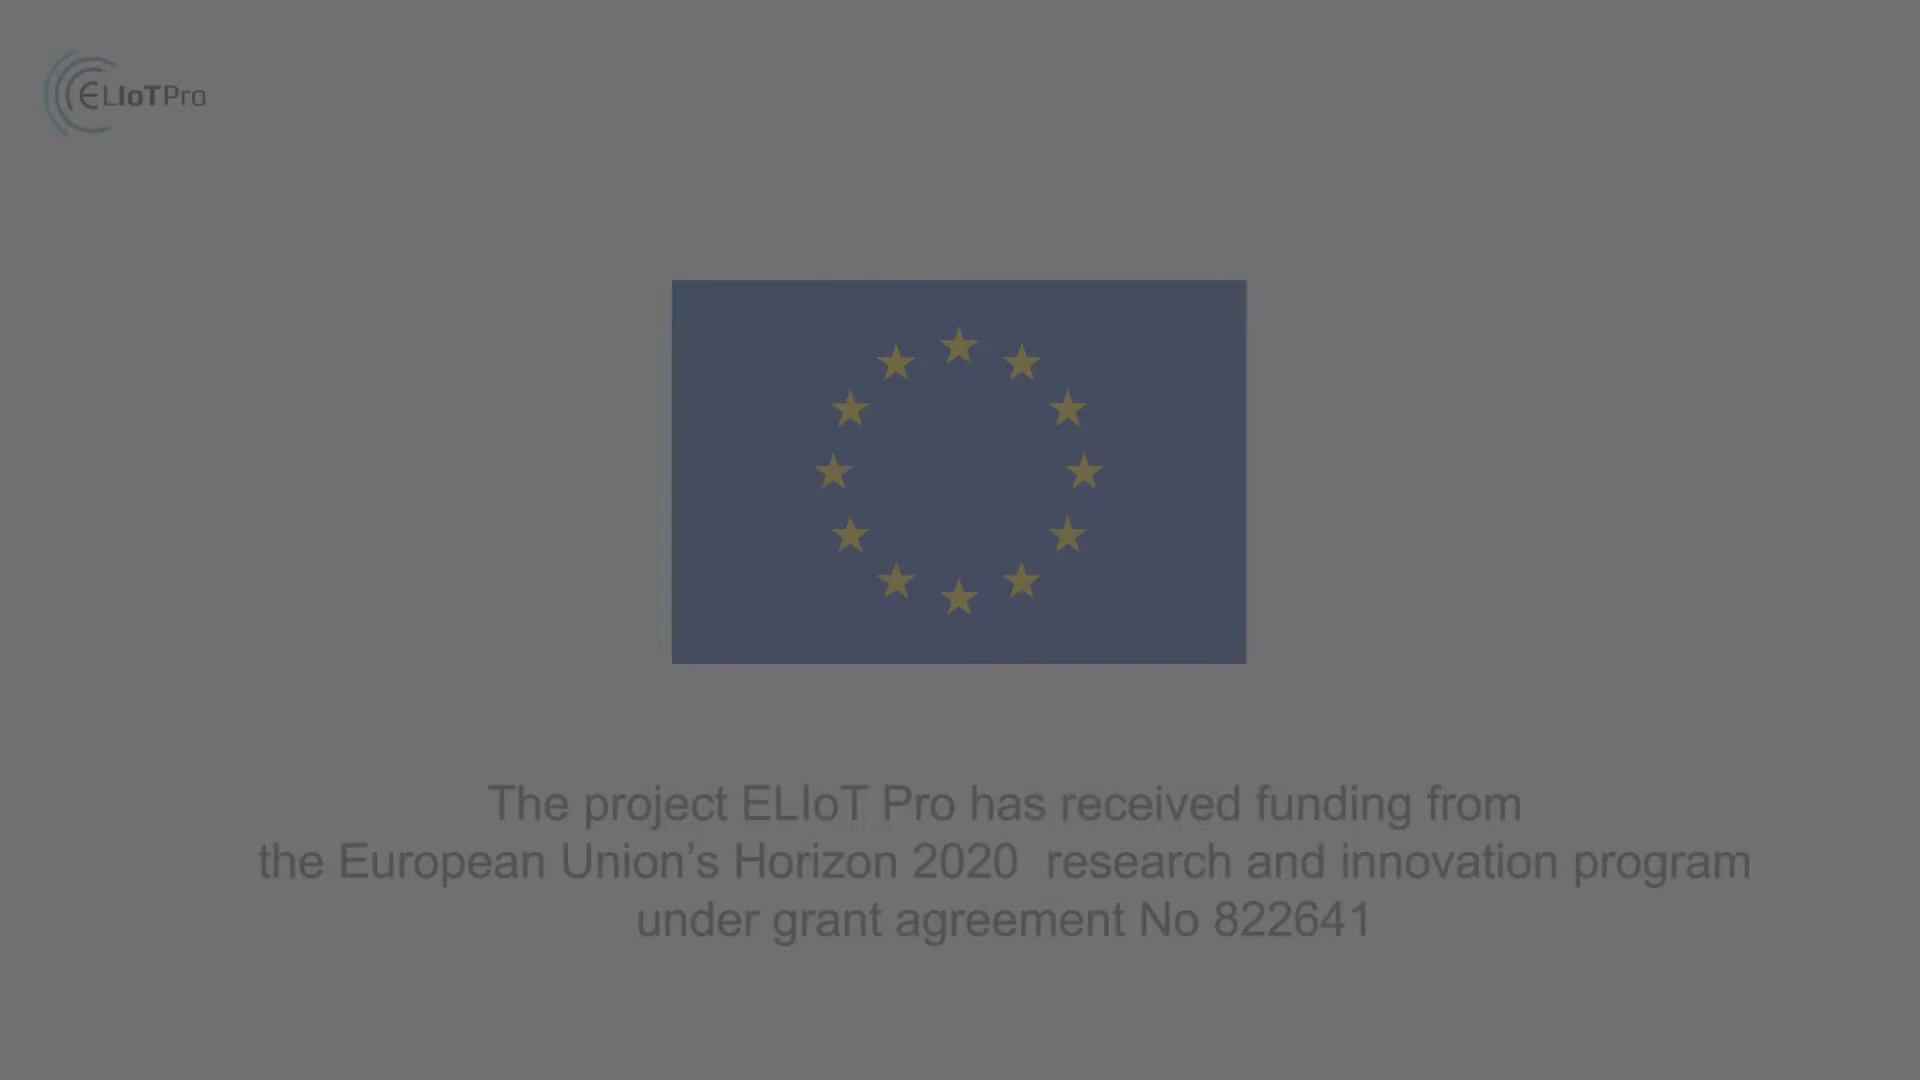 ELIoTPro
The project ELIoT Pro has received funding from
the European Union’s Horizon 2020  research and innovation program
under grant agreement No 822641